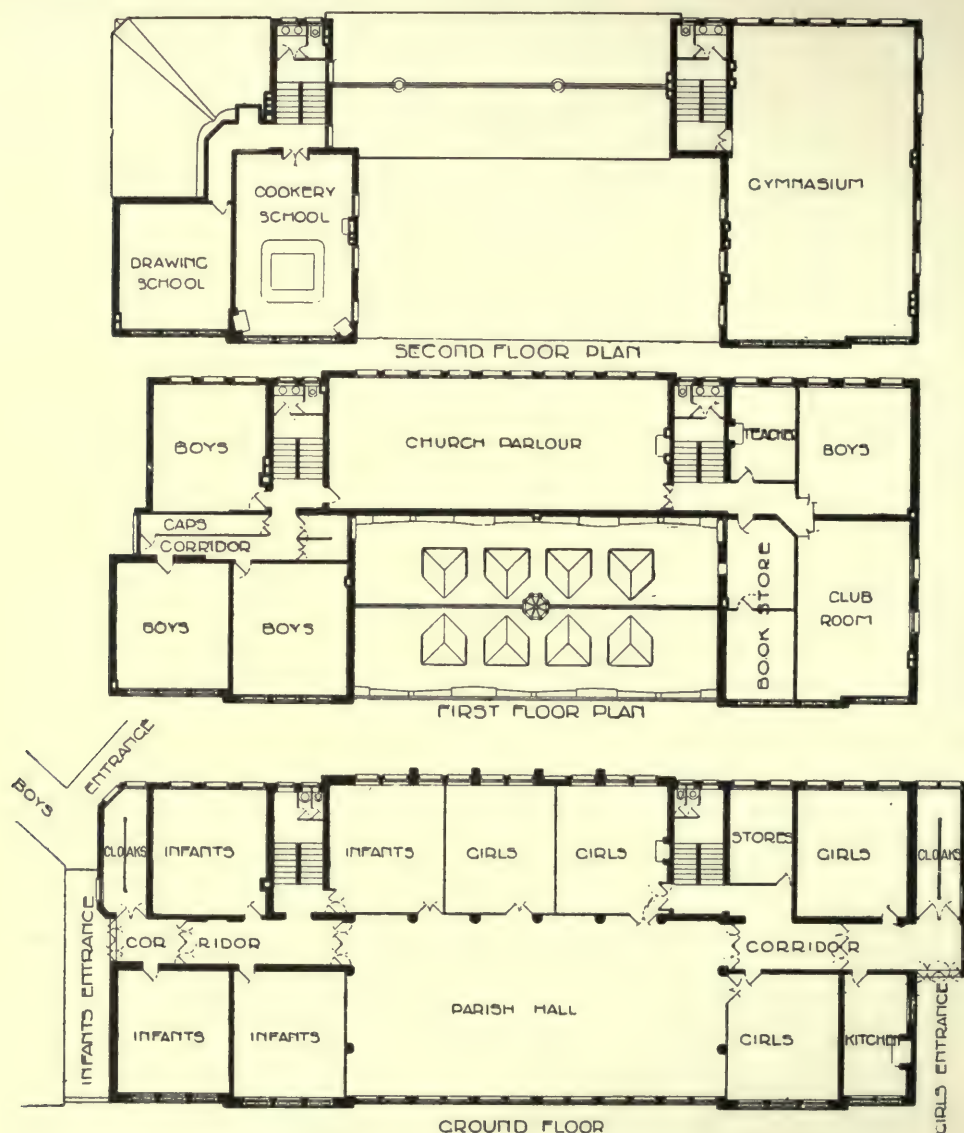 COOKERY
SCHOOL
GYMNASIUM
DRAWING
SCHOOL
SECOND FLOOR PLAN
BOYS
CHURCH PARLOUR
TEACHER
BOYS
CAPS
CORRIDOR
BOYS
BOYS
BOOK STORE
CLUB
ROOM
FIRST FLOOR PLAN
BOYS ENTRANCE
CLOAKS
INFANTS
INFANTS
GIRLS
GIRLS
STORES
GIRLS
CLOAKS
INFANTS ENTRANCE
COR RIDOR
CORRIDOR
INFANTS
INFANTS
PARISH HALL
GIRLS
KITCHEN
GIRLS ENTRANCE
GROUND FLOOR